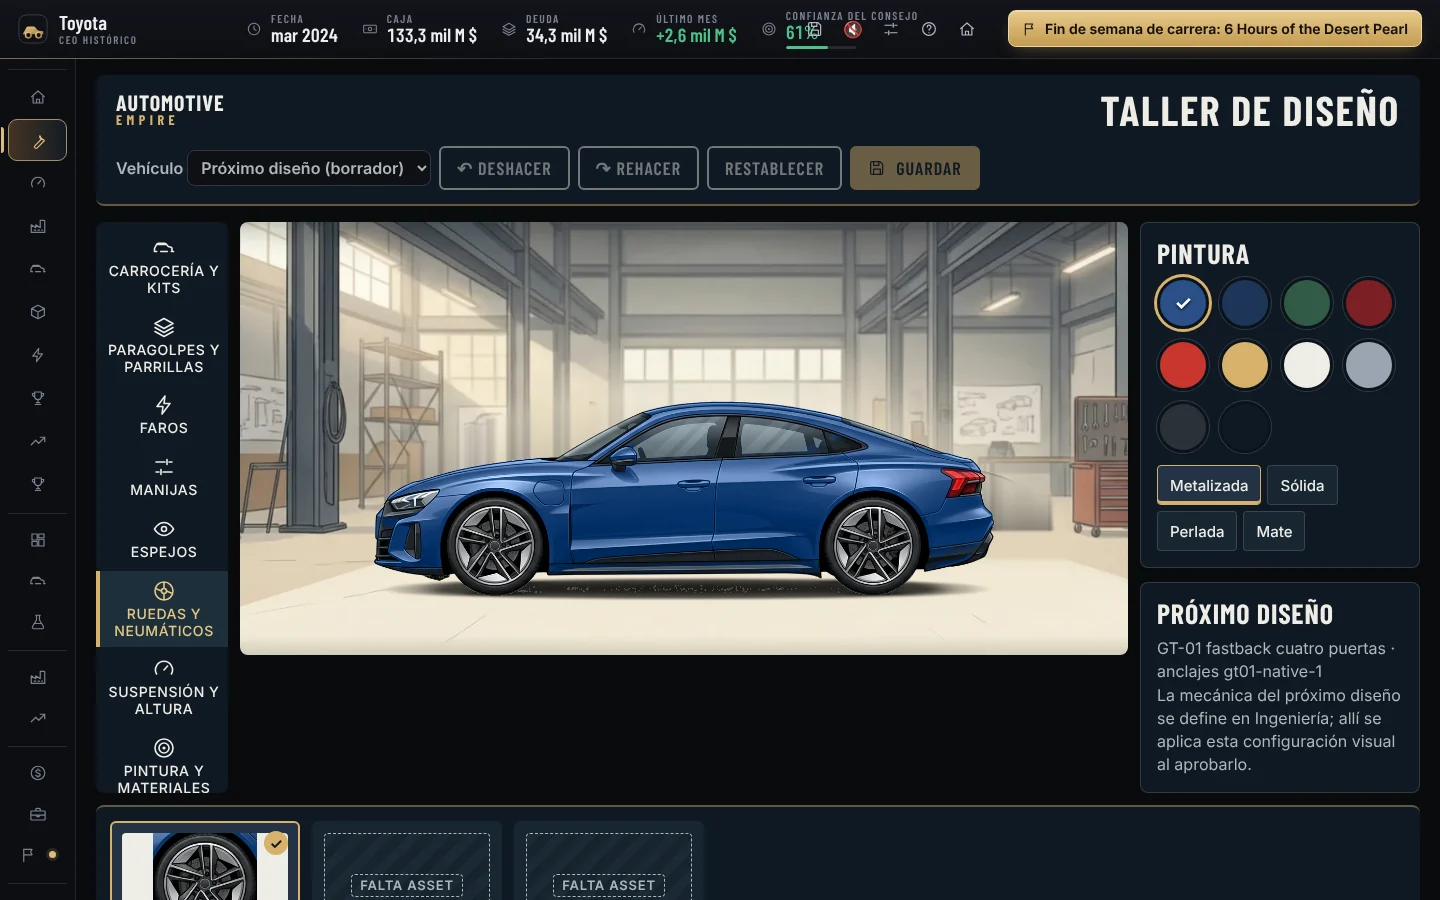 Toyota
CEO HISTÓRICO
FECHA
mar 2024
CAJA
133,3 mil M $
DEUDA
34,3 mil M $
ÚLTIMO MES
+2,6 mil M $
CONFIANZA DEL CONSEJO
61%
Fin de semana de carrera: 6 Hours of the Desert Pearl
AUTOMOTIVE
EMPIRE
TALLER DE DISEÑO
Vehículo
Próximo diseño (borrador)
DESHACER
REHACER
RESTABLECER
GUARDAR
CARROCERÍA Y
KITS
PARAGOLPES Y
PARRILLAS
FAROS
MANIJAS
ESPEJOS
RUEDAS Y
NEUMÁTICOS
SUSPENSIÓN Y
ALTURA
PINTURA Y
MATERIALES
PINTURA
Metalizada
Sólida
Perlada
Mate
PRÓXIMO DISEÑO
GT-01 fastback cuatro puertas ·
anclajes gt01-native-1
La mecánica del próximo diseño
se define en Ingeniería; allí se
aplica esta configuración visual
al aprobarlo.
FALTA ASSET
FALTA ASSET